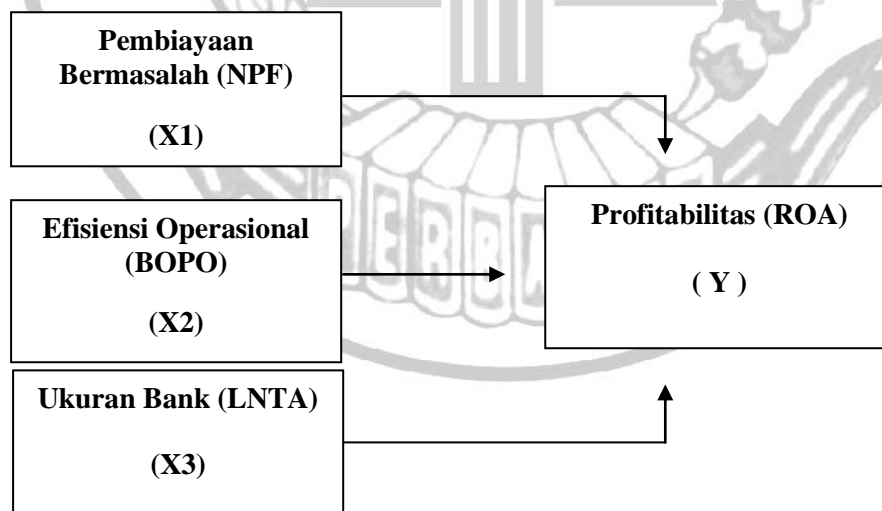 Pembiayaan
Bermasalah (NPF)
(X1)
Efisiensi Operasional
(BOPO)
(X2)
Profitabilitas (ROA)
( Y )
Ukuran Bank (LNTA)
(X3)